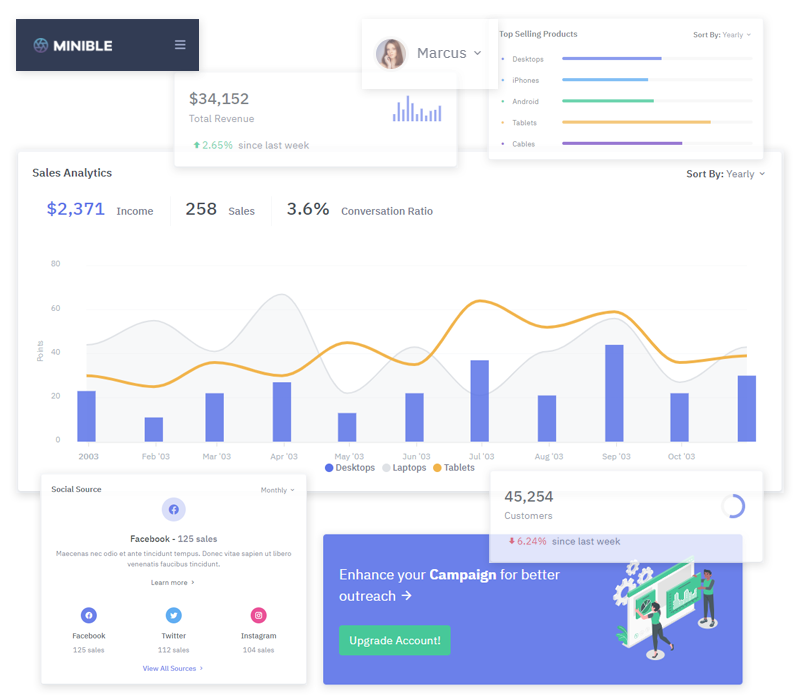 MINIBLE
Marcus
Top Selling Products
Sort By: Yearly
Desktops
iPhones
Android
Tablets
Cables
$34,152
Total Revenue
2.65% since last week
Sales Analytics
Sort By: Yearly
$2,371 Income 258 Sales 3.6% Conversation Ratio
80
60
40
20
0
Points
2003 Feb '03 Mar '03 Apr '03 May '03 Jun '03 Jul '03 Aug '03 Sep '03 Oct '03
Desktops Laptops Tablets
Social Source
Monthly
Facebook - 125 sales
Maecenas nec odio et ante tincidunt tempus. Donec vitae sapien ut libero
venenatis faucibus tincidunt.
Learn more
Facebook Twitter Instagram
125 sales 112 sales 104 sales
View All Sources
45,254
Customers
6.24% since last week
Enhance your Campaign for better
outreach →
Upgrade Account!